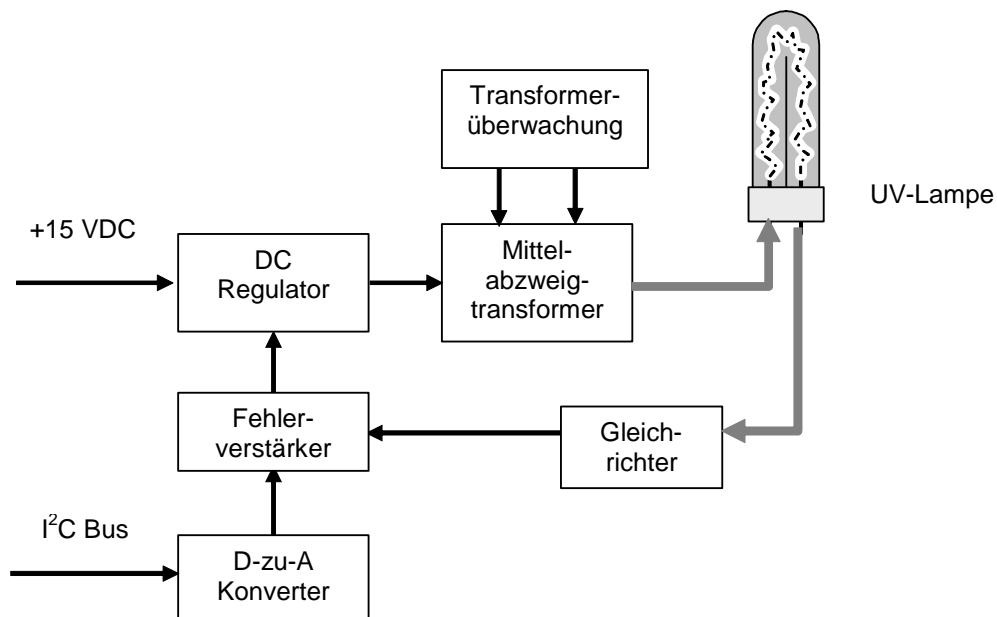 Transformer-
überwachung
UV-Lampe
+15 VDC
DC
Regulator
Mittel-
abzweig-
transformer
Fehler-
verstärker
Gleich-
richter
I²C Bus
D-zu-A
Konverter